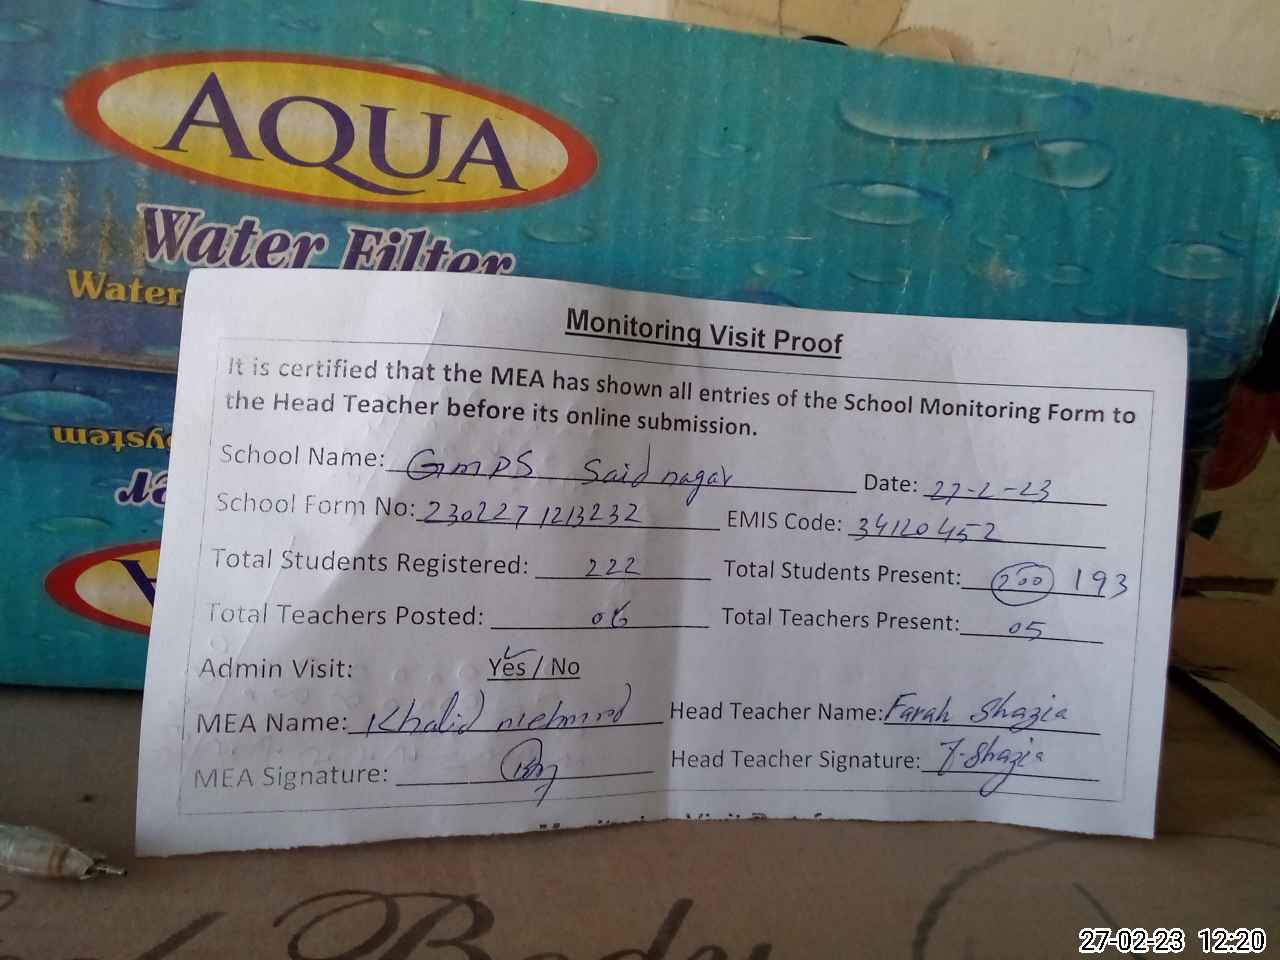 AQUA
Water Filter
Water
Monitoring Visit Proof
It is certified that the MEA has shown all entries of the School Monitoring Form to
the Head Teacher before its online submission.
School Name: GMPS Said nagar Date: 27-2-23
School Form No: 2302271213232 EMIS Code: 34120452
Total Students Registered: 222 Total Students Present: 200 193
Total Teachers Posted: 06 Total Teachers Present: 05
Admin Visit: Yes / No
MEA Name: Khalid mehmod Head Teacher Name: Farah Shazia
MEA Signature: Head Teacher Signature: F-Shazia
Body
27-02-23 12:20